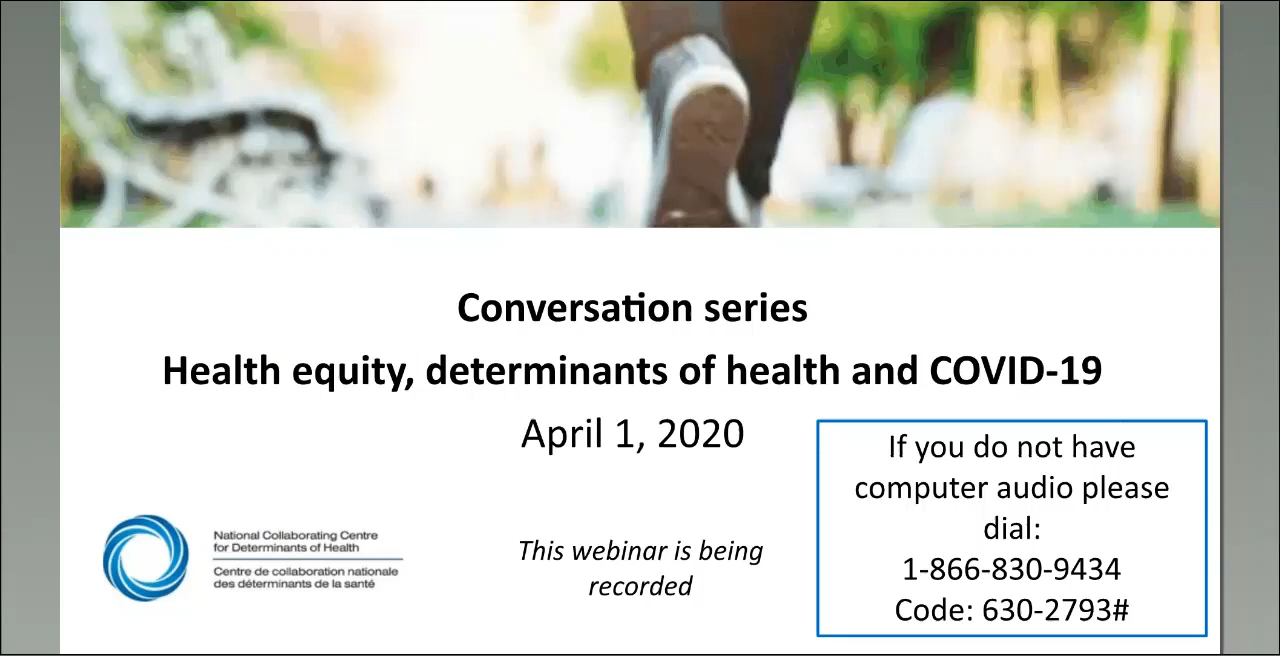 Conversation series
Health equity, determinants of health and COVID-19
April 1, 2020
If you do not have
computer audio please
dial:
1-866-830-9434
Code: 630-2793#
National Collaborating Centre
for Determinants of Health
Centre de collaboration nationale
des déterminants de la santé
This webinar is being
recorded